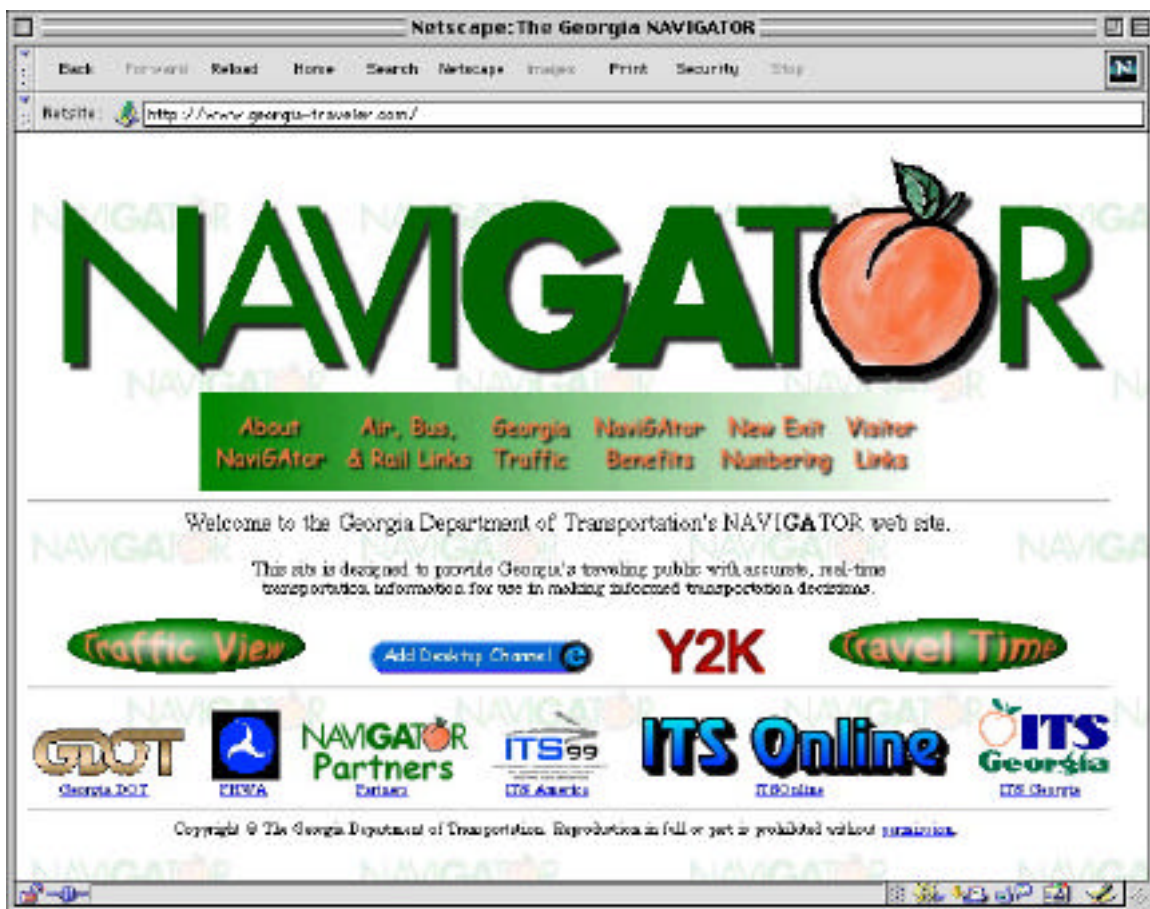 Netscape:The Georgia NAVIGATOR
Back Forward Reload Home Search Netscape Images Print Security Stop
Netsite: http://www.georgia-traveler.com/
NAVIGATOR
About NaviGAtor
Air, Bus, & Rail Links
Georgia Traffic
NaviGAtor Benefits
New Exit Numbering
Visitor Links
Welcome to the Georgia Department of Transportation's NAVIGATOR web site.
This site is designed to provide Georgia's traveling public with accurate, real-time
transportation information for use in making informed transportation decisions.
Traffic View
Add Desktop Channel
Y2K
Travel Time
GDOT
NAVIGATOR
Partners
ITS 99
ITS Online
ITS
Georgia
Georgia DOT FHWA Partners ITS America ITS Online ITS Georgia
Copyright © The Georgia Department of Transportation. Reproduction in full or part is prohibited without permission.